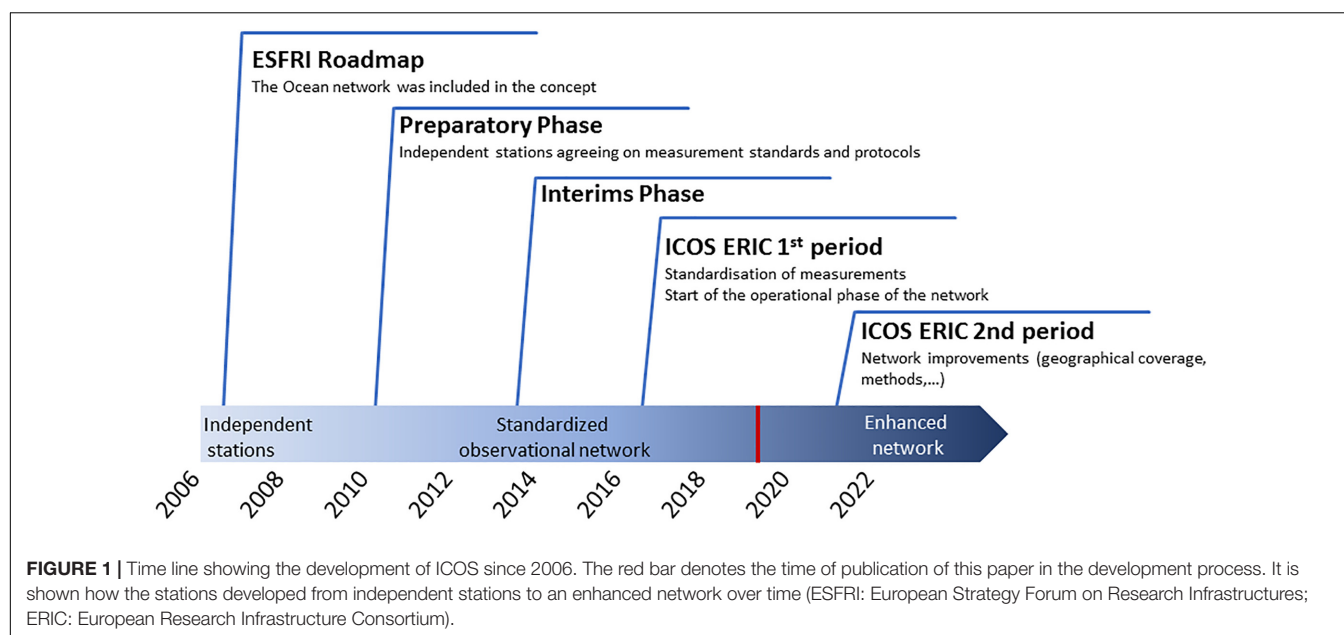 ESFRI Roadmap
The Ocean network was included in the concept
Preparatory Phase
Independent stations agreeing on measurement standards and protocols
Interims Phase
ICOS ERIC 1st period
Standardisation of measurements
Start of the operational phase of the network
ICOS ERIC 2nd period
Network improvements (geographical coverage,
methods,...)
Independent
stations
Standardized
observational network
Enhanced
network
2006
2008
2010
2012
2014
2016
2018
2020
2022
FIGURE 1 | Time line showing the development of ICOS since 2006. The red bar denotes the time of publication of this paper in the development process. It is
shown how the stations developed from independent stations to an enhanced network over time (ESFRI: European Strategy Forum on Research Infrastructures;
ERIC: European Research Infrastructure Consortium).